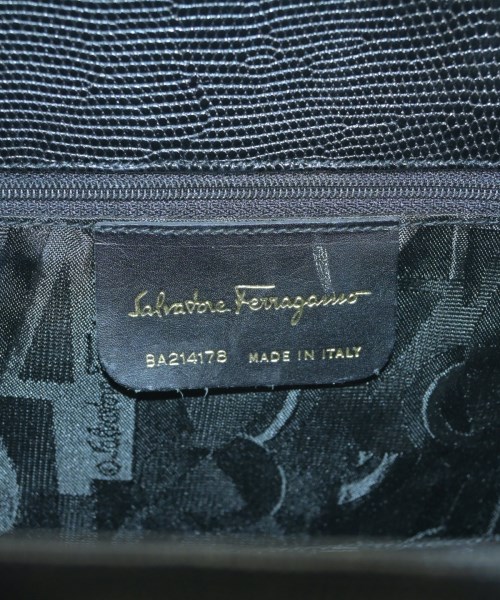 Salvatore Ferragamo
BA214178 MADE IN ITALY